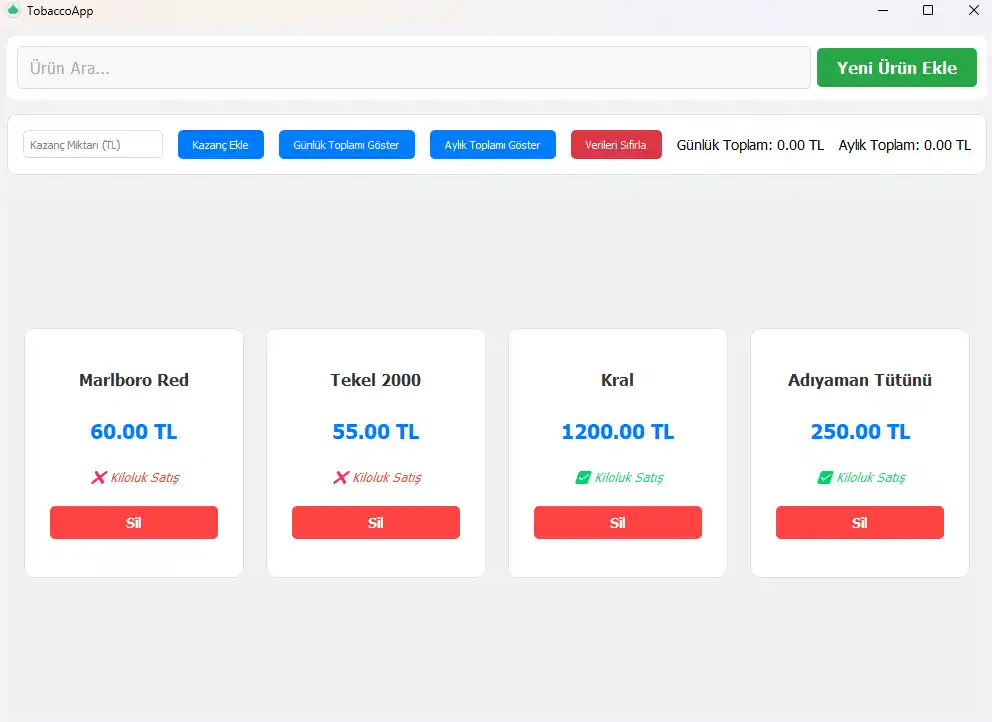 TobaccoApp
Ürün Ara...
Yeni Ürün Ekle
Kazanç Miktarı (TL)
Kazanç Ekle
Günlük Toplamı Göster
Aylık Toplamı Göster
Verileri Sıfırla
Günlük Toplam: 0.00 TL
Aylık Toplam: 0.00 TL
Marlboro Red
60.00 TL
Kiloluk Satış
Sil
Tekel 2000
55.00 TL
Kiloluk Satış
Sil
Kral
1200.00 TL
Kiloluk Satış
Sil
Adıyaman Tütünü
250.00 TL
Kiloluk Satış
Sil